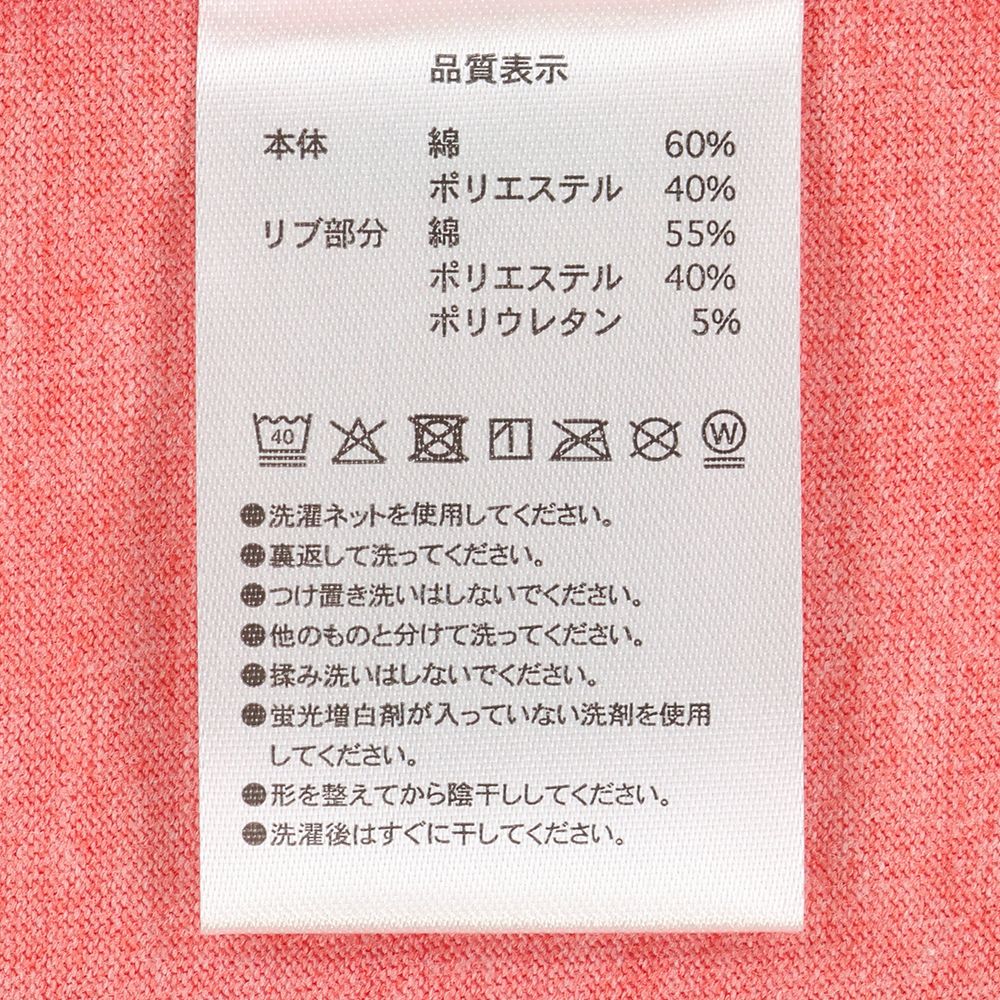 品質表示
本体 綿 60%
ポリエステル 40%
リブ部分 綿 55%
ポリエステル 40%
ポリウレタン 5%
40 W
●洗濯ネットを使用してください。
●裏返して洗ってください。
●つけ置き洗いはしないでください。
●他のものと分けて洗ってください。
●揉み洗いはしないでください。
●蛍光増白剤が入っていない洗剤を使用
してください。
●形を整えてから陰干ししてください。
●洗濯後はすぐに干してください。